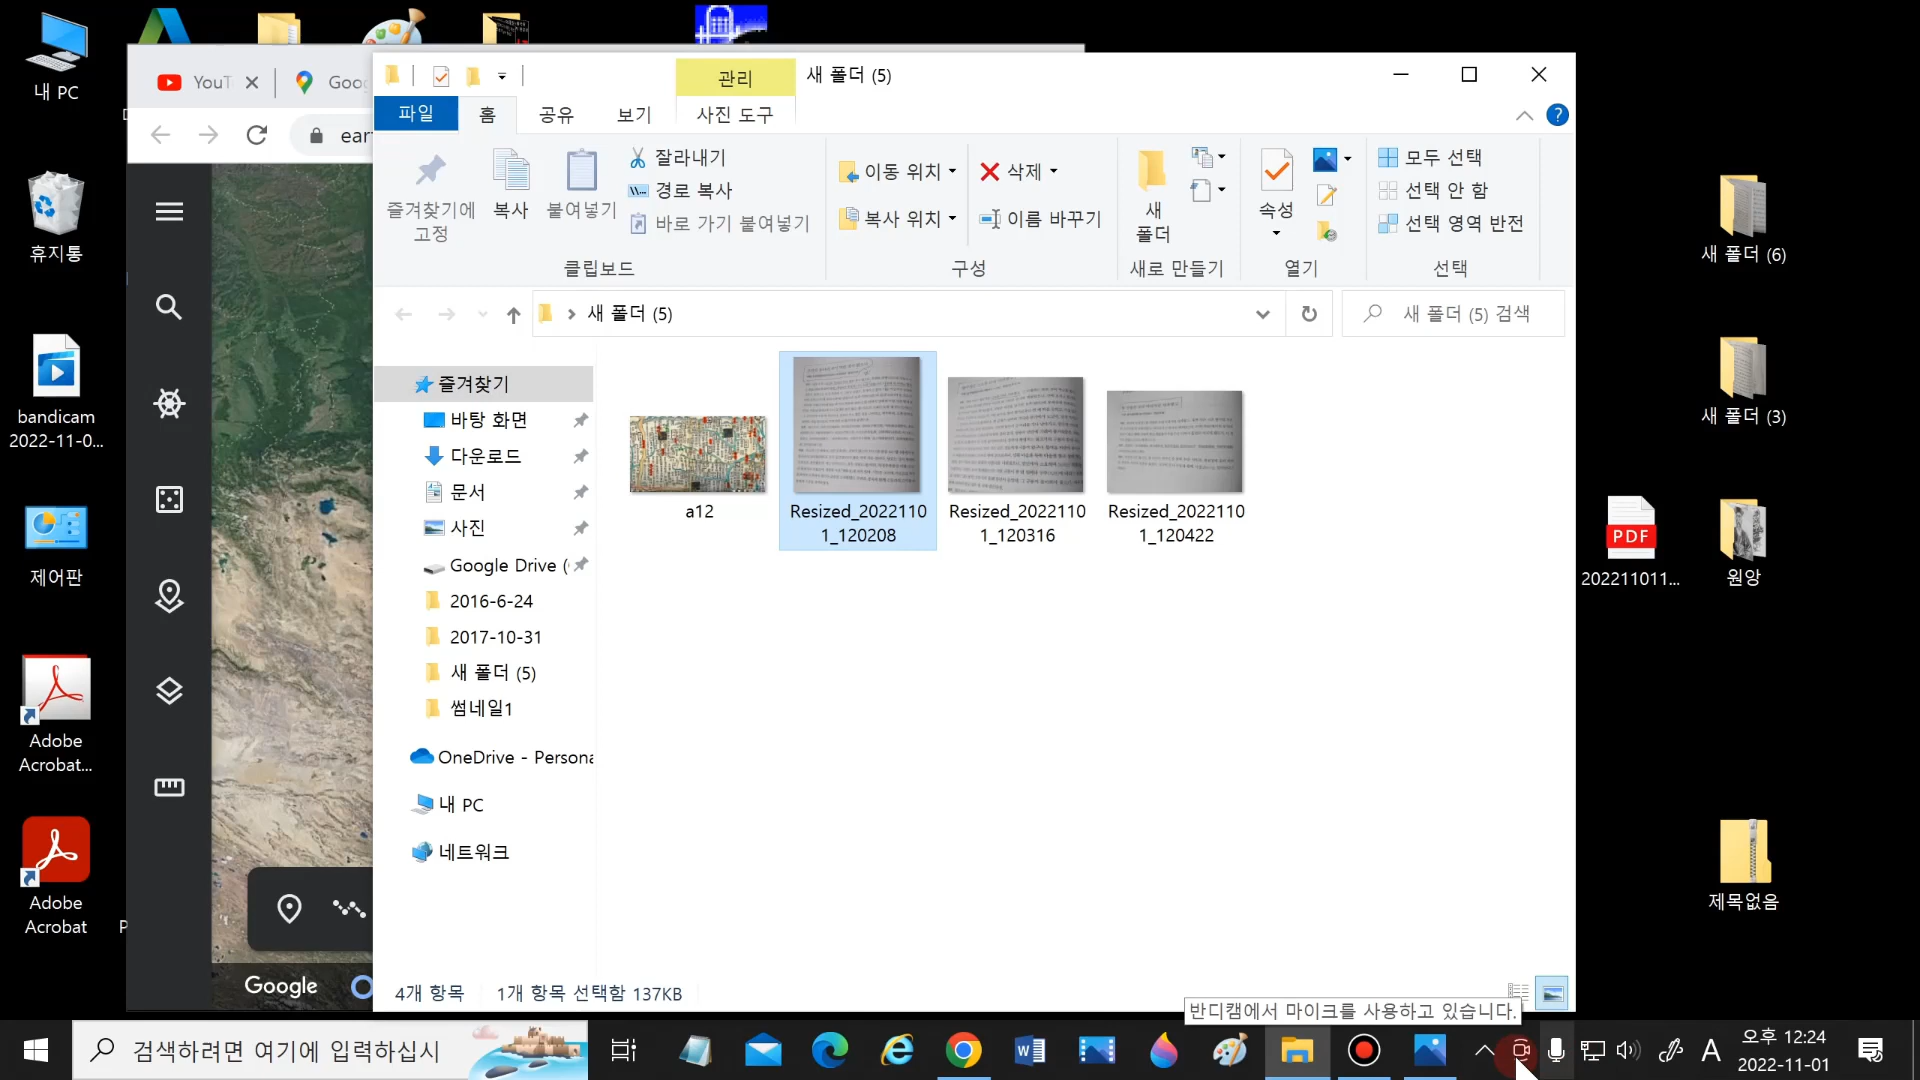 내 PC
휴지통
bandicam
2022-11-0...
제어판
Adobe
Acrobat...
Adobe
Acrobat
YouT
Goo
ear
Google
관리
새 폴더 (5)
파일
홈
공유
보기
사진 도구
즐겨찾기에
고정
복사
붙여넣기
잘라내기
경로 복사
바로 가기 붙여넣기
클립보드
이동 위치
복사 위치
삭제
이름 바꾸기
구성
새
폴더
새로 만들기
속성
열기
모두 선택
선택 안 함
선택 영역 반전
선택
새 폴더 (5)
새 폴더 (5) 검색
즐겨찾기
바탕 화면
다운로드
문서
사진
Google Drive (
2016-6-24
2017-10-31
새 폴더 (5)
썸네일1
OneDrive - Persona
내 PC
네트워크
a12
Resized_2022110
1_120208
Resized_2022110
1_120316
Resized_2022110
1_120422
4개 항목
1개 항목 선택함 137KB
반디캠에서 마이크를 사용하고 있습니다.
새 폴더 (6)
새 폴더 (3)
PDF
202211011...
원앙
제목없음
검색하려면 여기에 입력하십시
A
오후 12:24
2022-11-01